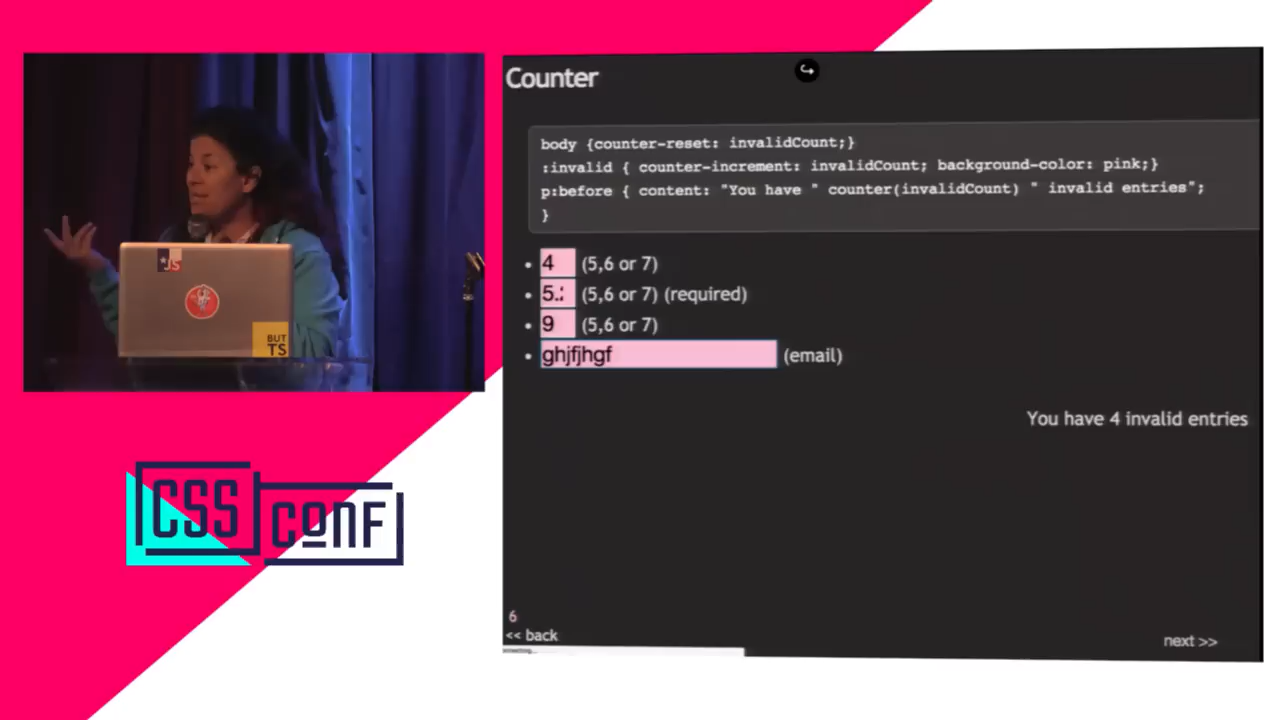 Counter
body {counter-reset: invalidCount;}
:invalid { counter-increment: invalidCount; background-color: pink;}
p:before { content: "You have " counter(invalidCount) " invalid entries";
}
• 4 (5,6 or 7)
• 5.: (5,6 or 7) (required)
• 9 (5,6 or 7)
• ghjfjhgf (email)
You have 4 invalid entries
6
<< back
next >>
JS
BUT
TS
CSS
CONF